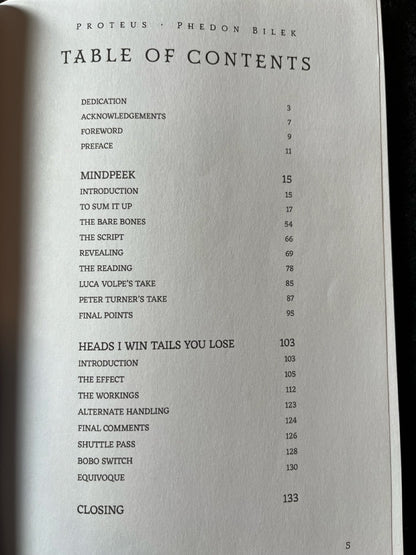 PROTEUS · PHEDON BILEK
TABLE OF CONTENTS
DEDICATION 3
ACKNOWLEDGEMENTS 7
FOREWORD 9
PREFACE 11
MINDPEEK 15
INTRODUCTION 15
TO SUM IT UP 17
THE BARE BONES 54
THE SCRIPT 66
REVEALING 69
THE READING 78
LUCA VOLPE'S TAKE 85
PETER TURNER'S TAKE 87
FINAL POINTS 95
HEADS I WIN TAILS YOU LOSE 103
INTRODUCTION 103
THE EFFECT 105
THE WORKINGS 112
ALTERNATE HANDLING 123
FINAL COMMENTS 124
SHUTTLE PASS 126
BOBO SWITCH 128
EQUIVOQUE 130
CLOSING 133
5